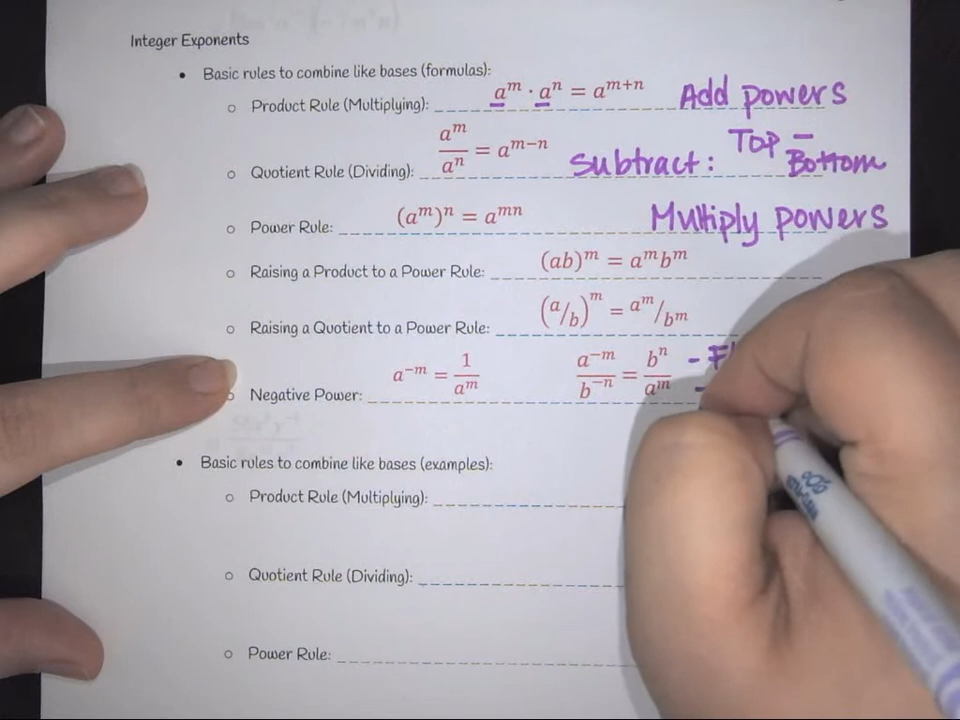 Integer Exponents
• Basic rules to combine like bases (formulas):
○ Product Rule (Multiplying): a^m · a^n = a^{m+n} Add powers
○ Quotient Rule (Dividing): a^m/a^n = a^{m−n} Subtract: Top − Bottom
○ Power Rule: (a^m)^n = a^{mn} Multiply powers
○ Raising a Product to a Power Rule: (ab)^m = a^m b^m
○ Raising a Quotient to a Power Rule: (a/b)^m = a^m/b^m
○ Negative Power: a^{−m} = 1/a^m a^{−m}/b^{−n} = b^n/a^m
• Basic rules to combine like bases (examples):
○ Product Rule (Multiplying):
○ Quotient Rule (Dividing):
○ Power Rule: